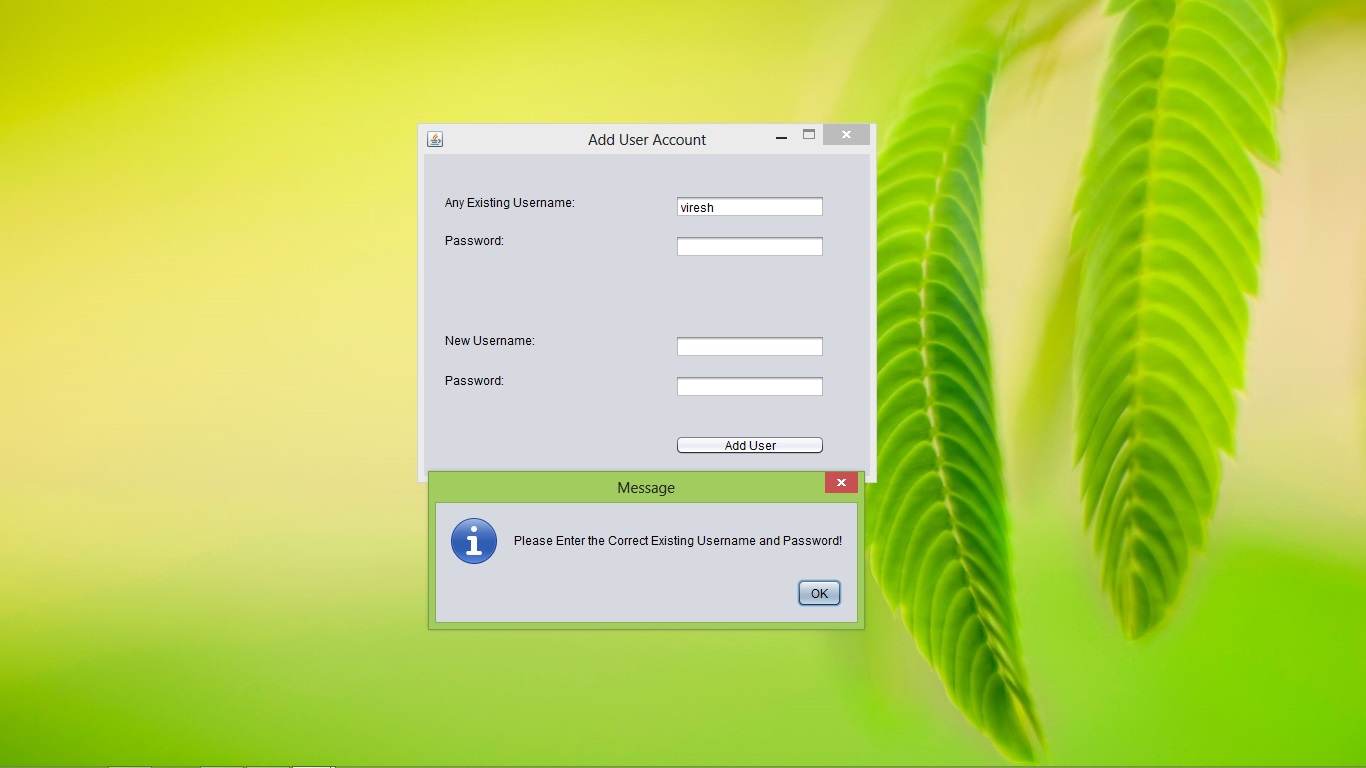 Add User Account
Any Existing Username:
viresh
Password:
New Username:
Password:
Add User
Message
Please Enter the Correct Existing Username and Password!
OK